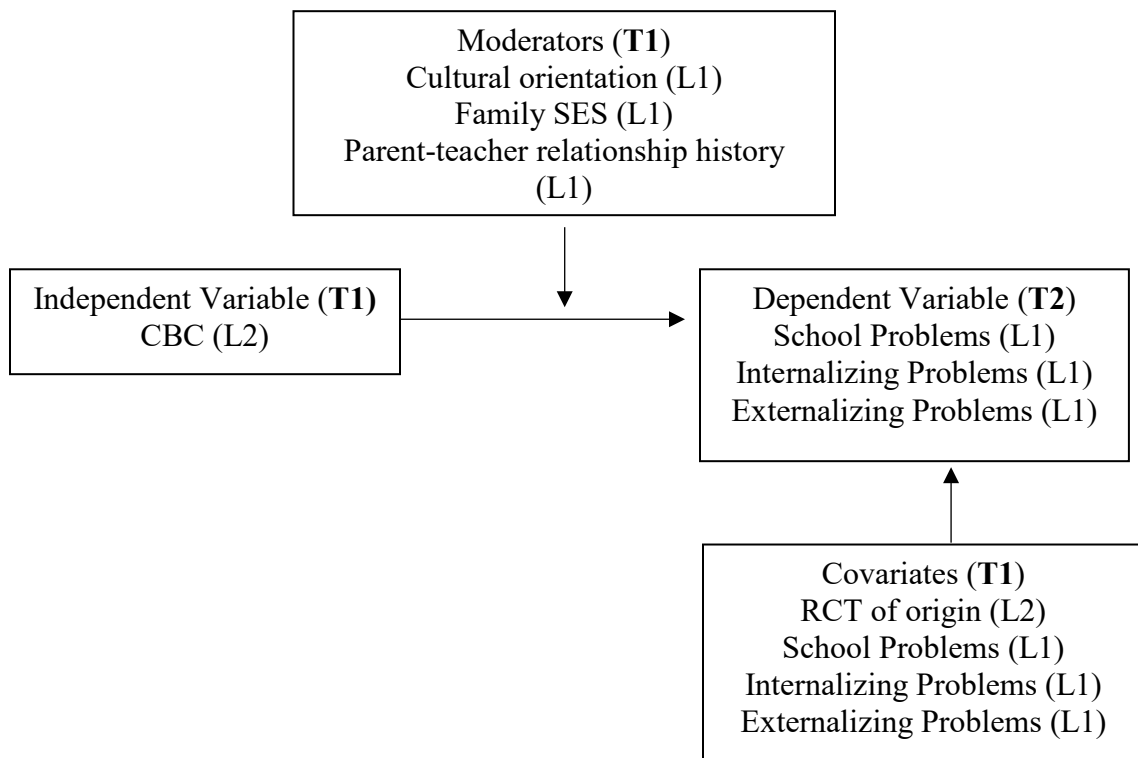 Moderators (T1)
Cultural orientation (L1)
Family SES (L1)
Parent-teacher relationship history
(L1)
Independent Variable (T1)
CBC (L2)
Dependent Variable (T2)
School Problems (L1)
Internalizing Problems (L1)
Externalizing Problems (L1)
Covariates (T1)
RCT of origin (L2)
School Problems (L1)
Internalizing Problems (L1)
Externalizing Problems (L1)